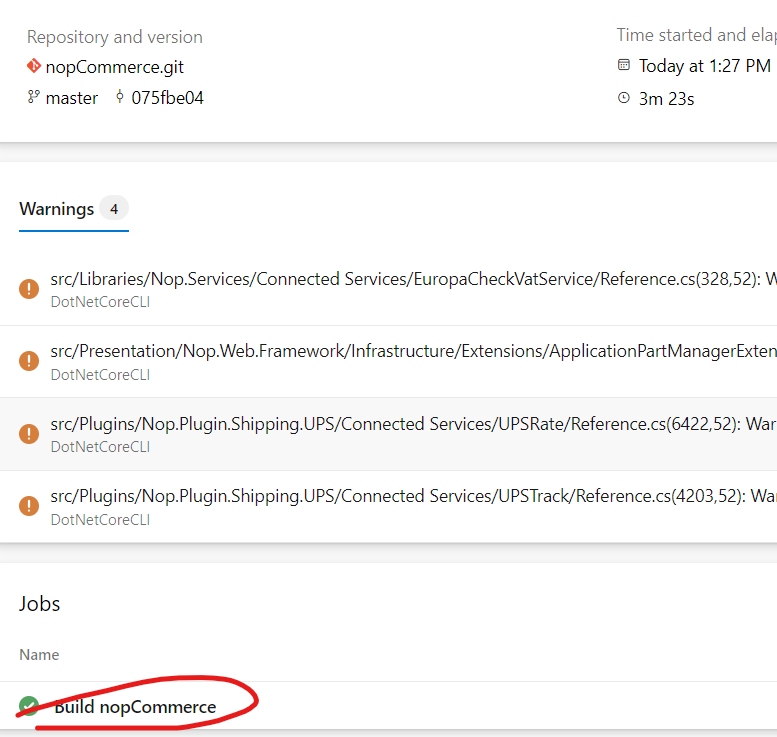 Repository and version
Time started and elap
nopCommerce.git
Today at 1:27 PM
master 075fbe04
3m 23s
Warnings 4
src/Libraries/Nop.Services/Connected Services/EuropaCheckVatService/Reference.cs(328,52): W
DotNetCoreCLI
src/Presentation/Nop.Web.Framework/Infrastructure/Extensions/ApplicationPartManagerExten
DotNetCoreCLI
src/Plugins/Nop.Plugin.Shipping.UPS/Connected Services/UPSRate/Reference.cs(6422,52): War
DotNetCoreCLI
src/Plugins/Nop.Plugin.Shipping.UPS/Connected Services/UPSTrack/Reference.cs(4203,52): Wa
DotNetCoreCLI
Jobs
Name
Build nopCommerce